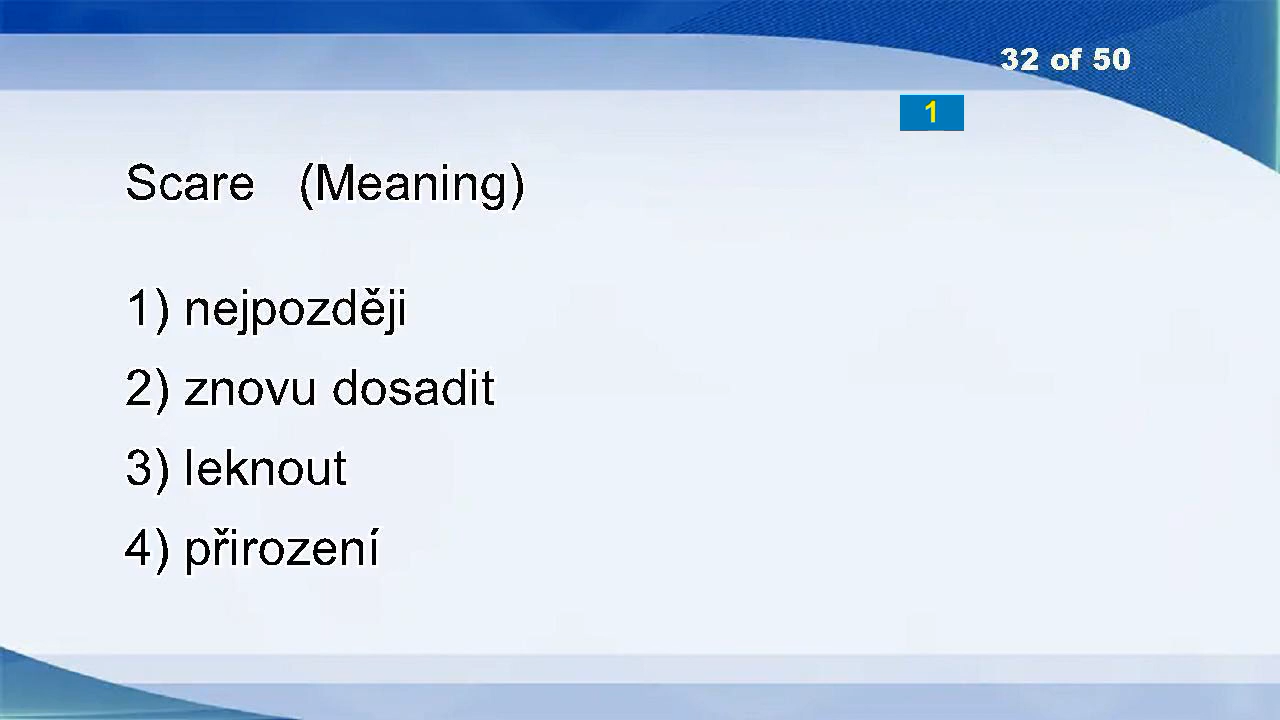 32 of 50
1
Scare (Meaning)
1) nejpozději
2) znovu dosadit
3) leknout
4) přirození